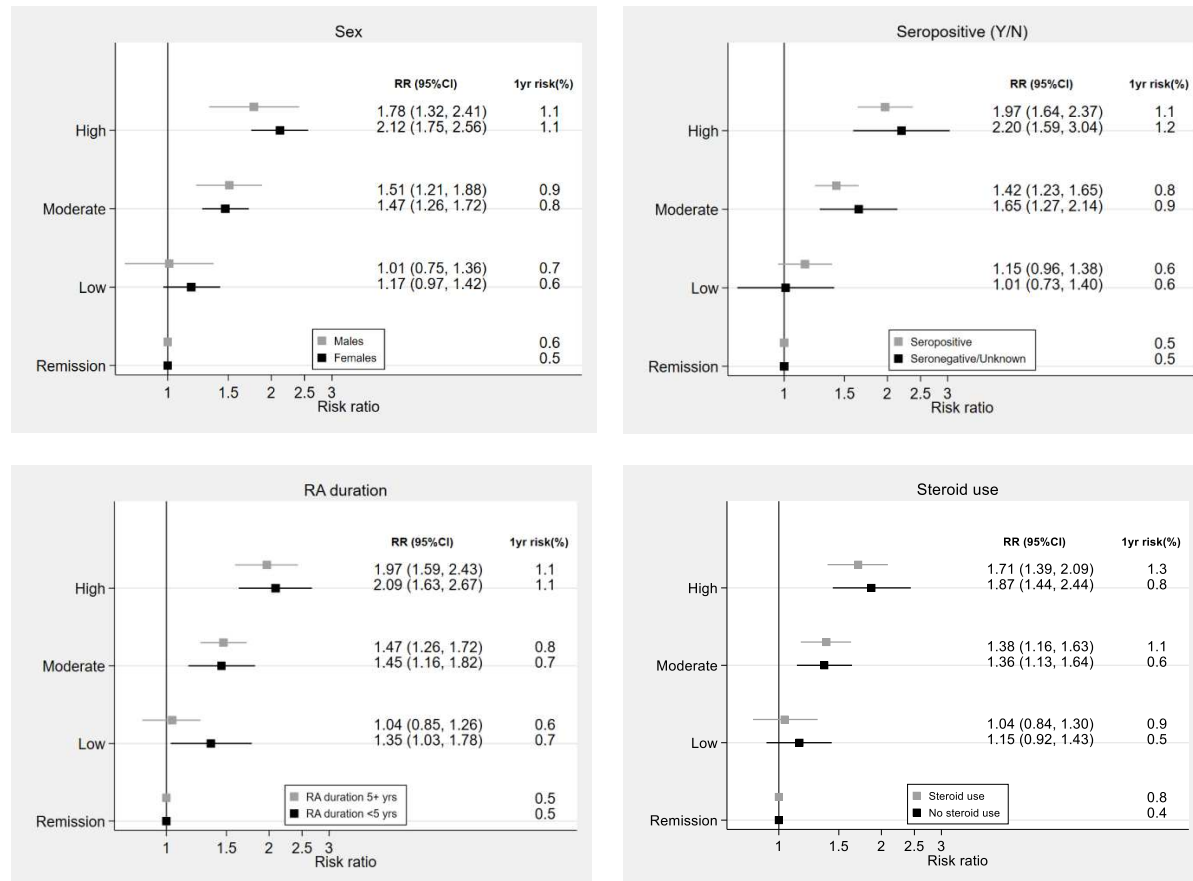 Sex
RR (95%CI) 1yr risk(%)
1.78 (1.32, 2.41) 1.1
High 2.12 (1.75, 2.56) 1.1
1.51 (1.21, 1.88) 0.9
Moderate 1.47 (1.26, 1.72) 0.8
1.01 (0.75, 1.36) 0.7
Low 1.17 (0.97, 1.42) 0.6
Males 0.6
Females 0.5
Remission
1 1.5 2 2.5 3
Risk ratio
Seropositive (Y/N)
RR (95%CI) 1yr risk(%)
1.97 (1.64, 2.37) 1.1
High 2.20 (1.59, 3.04) 1.2
1.42 (1.23, 1.65) 0.8
Moderate 1.65 (1.27, 2.14) 0.9
1.15 (0.96, 1.38) 0.6
Low 1.01 (0.73, 1.40) 0.6
Seropositive 0.5
Seronegative/Unknown 0.5
Remission
1 1.5 2 2.5 3
Risk ratio
RA duration
RR (95%CI) 1yr risk(%)
1.97 (1.59, 2.43) 1.1
High 2.09 (1.63, 2.67) 1.1
1.47 (1.26, 1.72) 0.8
Moderate 1.45 (1.16, 1.82) 0.7
1.04 (0.85, 1.26) 0.6
Low 1.35 (1.03, 1.78) 0.7
RA duration 5+ yrs 0.5
RA duration <5 yrs 0.5
Remission
1 1.5 2 2.5 3
Risk ratio
Steroid use
RR (95%CI) 1yr risk(%)
1.71 (1.39, 2.09) 1.3
High 1.87 (1.44, 2.44) 0.8
1.38 (1.16, 1.63) 1.1
Moderate 1.36 (1.13, 1.64) 0.6
1.04 (0.84, 1.30) 0.9
Low 1.15 (0.92, 1.43) 0.5
Steroid use 0.8
No steroid use 0.4
Remission
1 1.5 2 2.5 3
Risk ratio